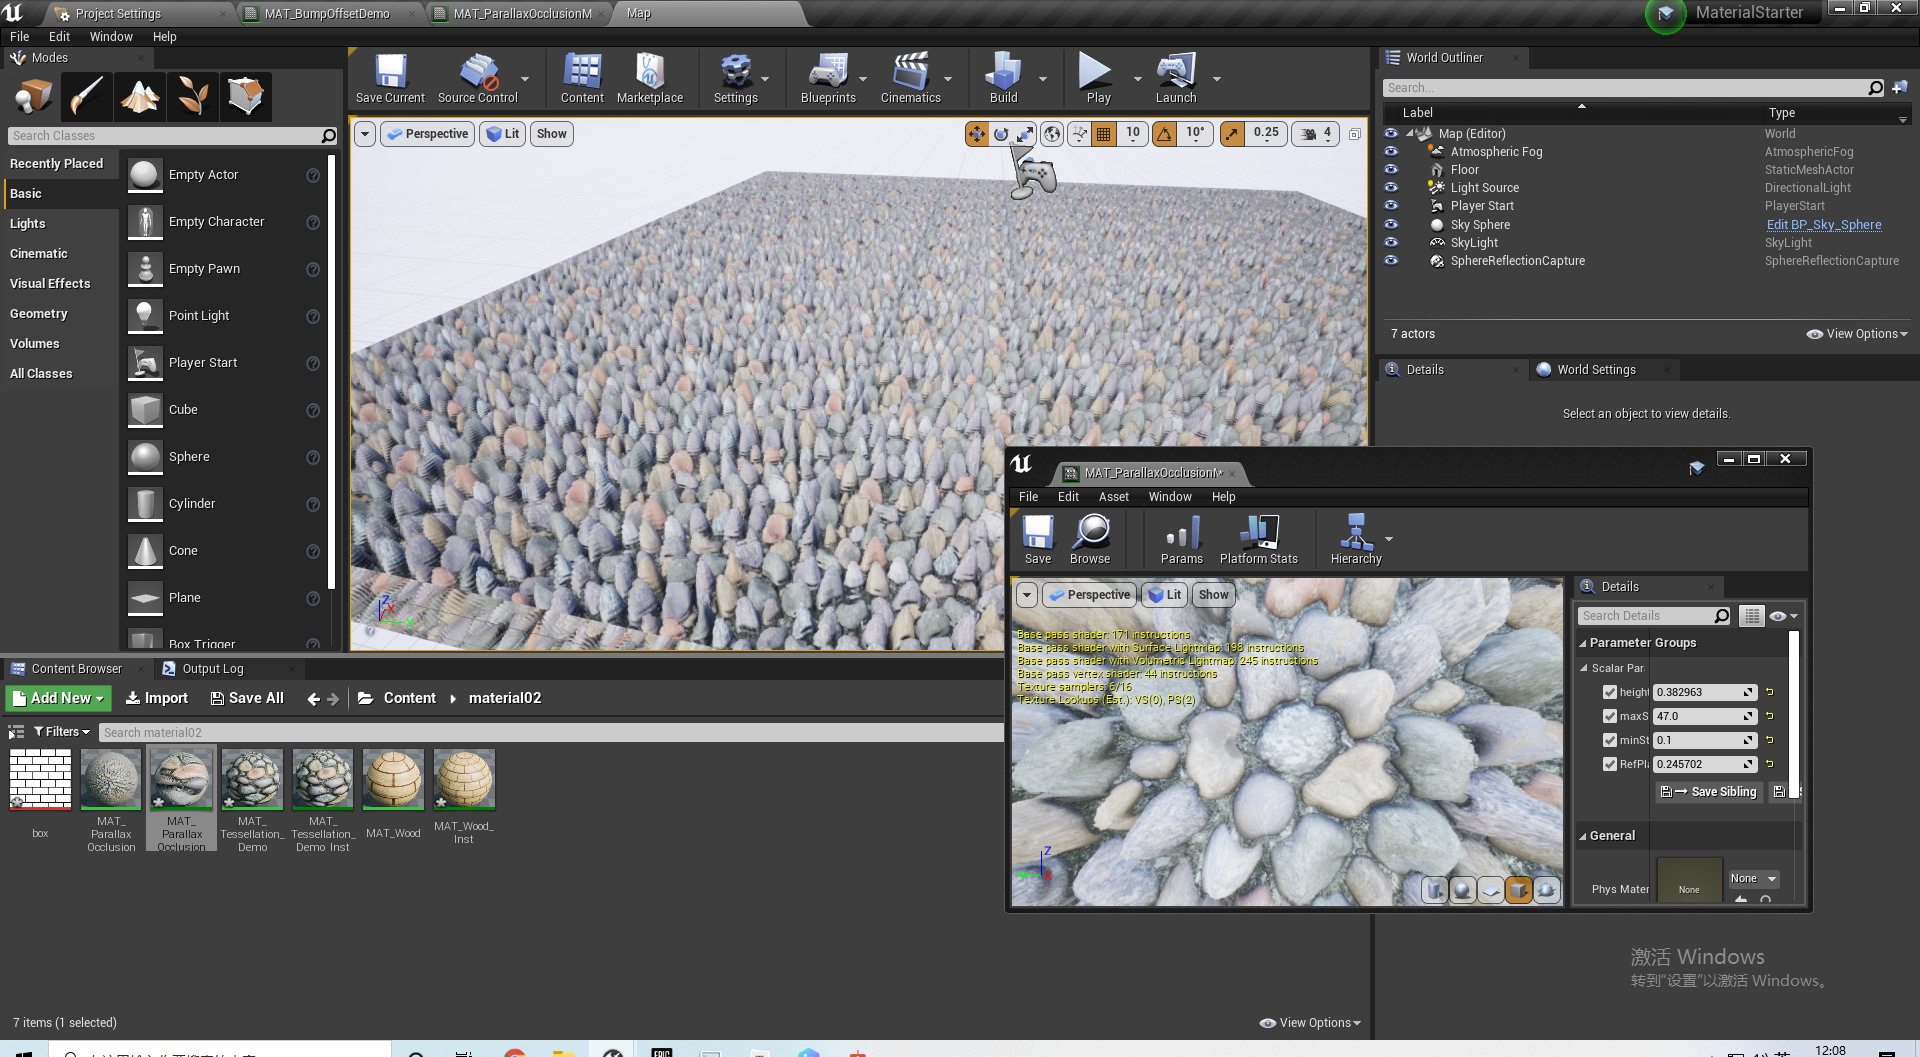 Project Settings
MAT_BumpOffsetDemo
MAT_ParallaxOcclusionM
Map
MaterialStarter
File Edit Window Help
Modes
Search Classes
Recently Placed
Basic
Lights
Cinematic
Visual Effects
Geometry
Volumes
All Classes
Empty Actor
Empty Character
Empty Pawn
Point Light
Player Start
Cube
Sphere
Cylinder
Cone
Plane
Box Trigger
Save Current
Source Control
Content
Marketplace
Settings
Blueprints
Cinematics
Build
Play
Launch
Perspective Lit Show
10 10° 0.25 4
Z X Y
World Outliner
Search...
Label Type
Map (Editor) World
Atmospheric Fog AtmosphericFog
Floor StaticMeshActor
Light Source DirectionalLight
Player Start PlayerStart
Sky Sphere Edit BP_Sky_Sphere
SkyLight SkyLight
SphereReflectionCapture SphereReflectionCapture
7 actors
View Options
Details
World Settings
Select an object to view details.
MAT_ParallaxOcclusionM*
File Edit Asset Window Help
Save
Browse
Params
Platform Stats
Hierarchy
Perspective Lit Show
Base pass shader: 171 instructions
Base pass shader with Surface Lightmap: 198 instructions
Base pass shader with Volumetric Lightmap: 245 instructions
Base pass vertex shader: 44 instructions
Texture samplers: 6/16
Texture Lookups (Est.): VS(0), PS(2)
Z Y X
Details
Search Details
Parameter Groups
Scalar Par
height 0.382963
maxS 47.0
minSt 0.1
RefPla 0.245702
Save Sibling
General
Phys Mater
None
None
Content Browser
Output Log
Add New
Import
Save All
Content
material02
Filters
Search material02
box
MAT_
Parallax
Occlusion
MAT_
Parallax
Occlusion
MAT_
Tessellation_
Demo
MAT_
Tessellation_
Demo_Inst
MAT_Wood
MAT_Wood_
Inst
7 items (1 selected)
View Options
激活 Windows
转到"设置"以激活 Windows。
EPIC
英
12:08